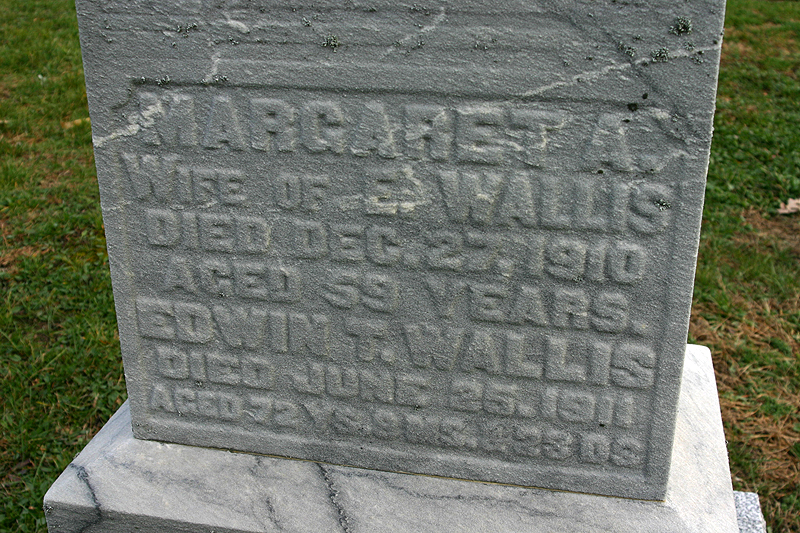 MARGARET A.
WIFE OF E. WALLIS
DIED DEC. 27, 1910
AGED 59 YEARS.
EDWIN T. WALLIS
DIED JUNE 25. 1911
AGED 72 YS. 9 MS. & 23 DS